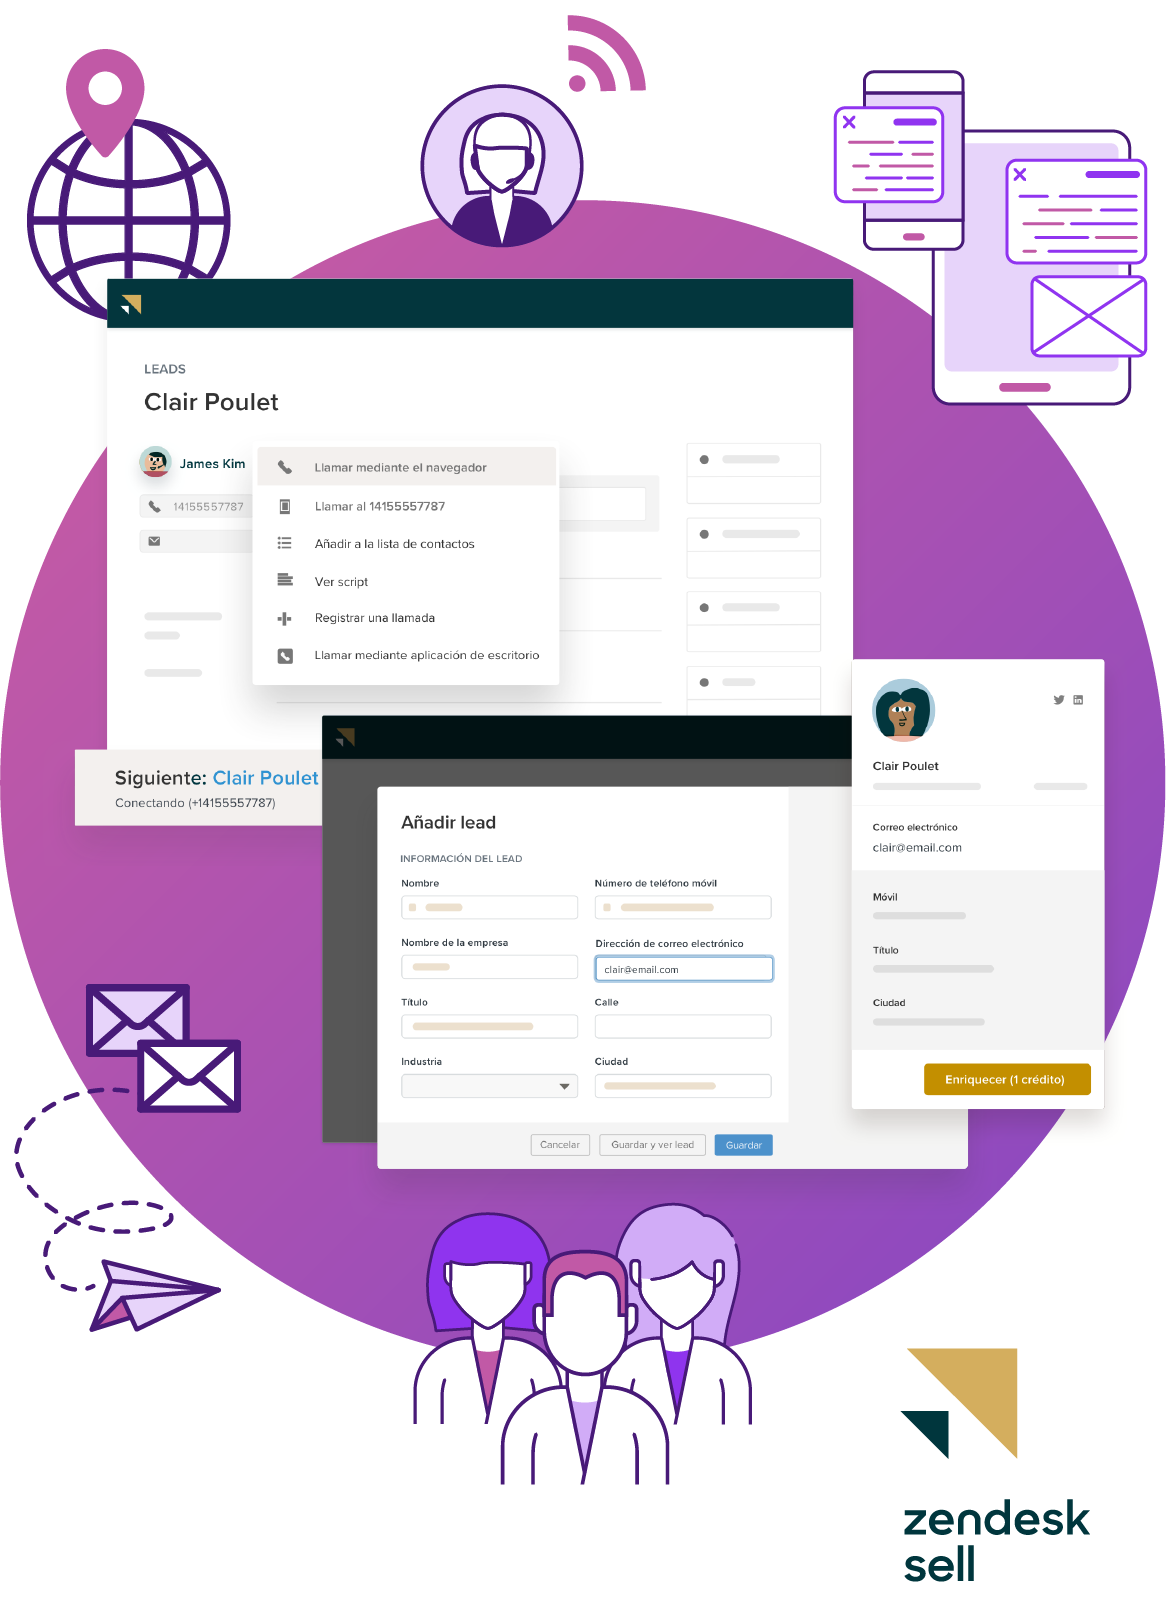 LEADS
Clair Poulet
James Kim
14155557787
Llamar mediante el navegador
Llamar al 14155557787
Añadir a la lista de contactos
Ver script
Registrar una llamada
Llamar mediante aplicación de escritorio
Siguiente: Clair Poulet
Conectando (+14155557787)
Añadir lead
INFORMACIÓN DEL LEAD
Nombre
Número de teléfono móvil
Nombre de la empresa
Dirección de correo electrónico
clair@email.com
Título
Calle
Industria
Ciudad
Cancelar
Guardar y ver lead
Guardar
Clair Poulet
Correo electrónico
clair@email.com
Móvil
Título
Ciudad
Enriquecer (1 crédito)
zendesk
sell